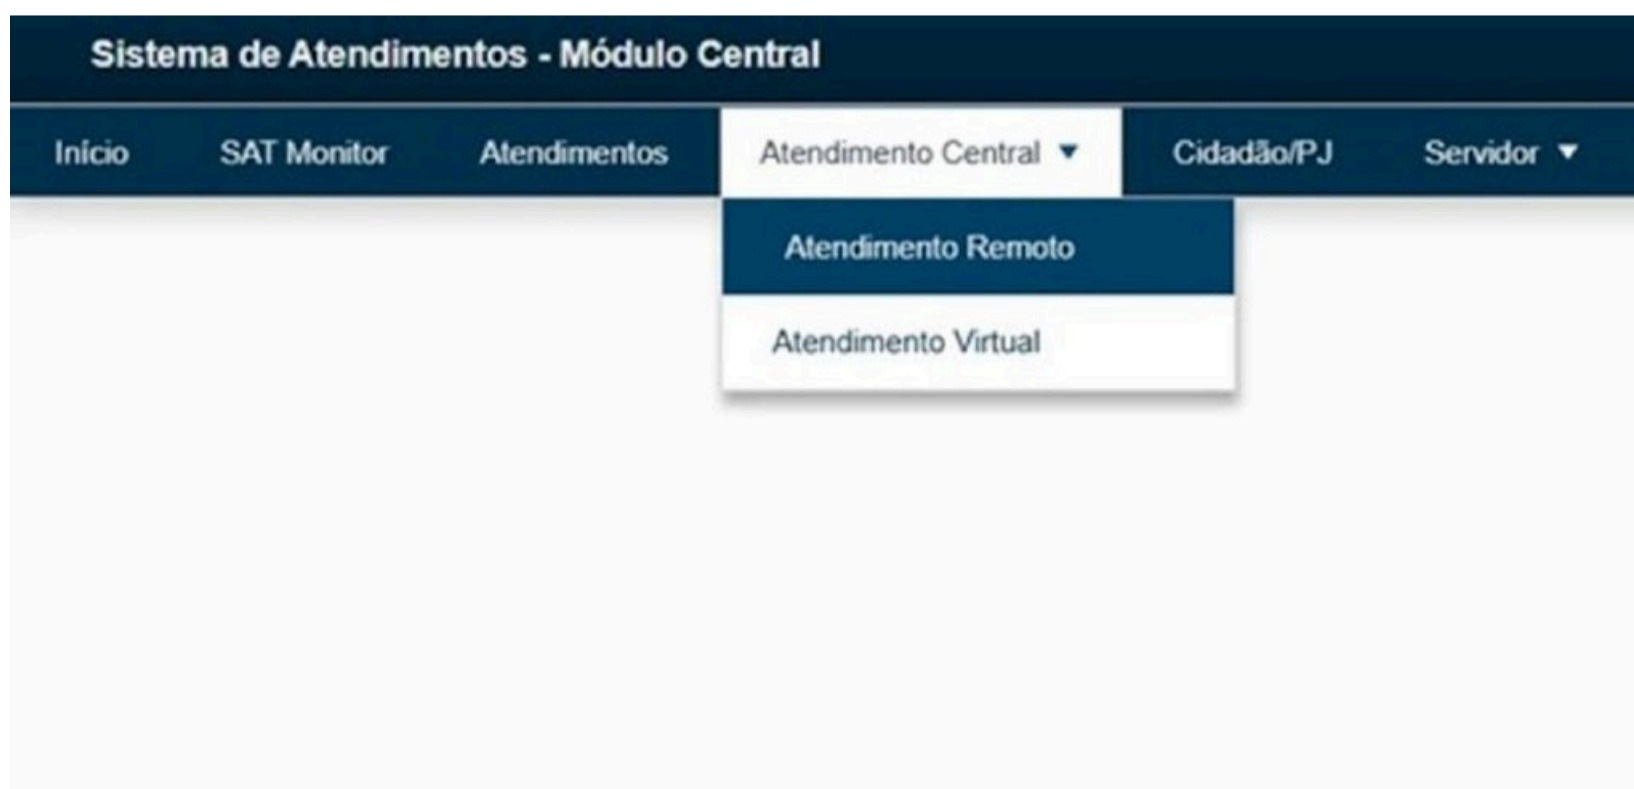 Sistema de Atendimentos - Módulo Central
Início SAT Monitor Atendimentos Atendimento Central ▼ Cidadão/PJ Servidor ▼
Atendimento Remoto
Atendimento Virtual